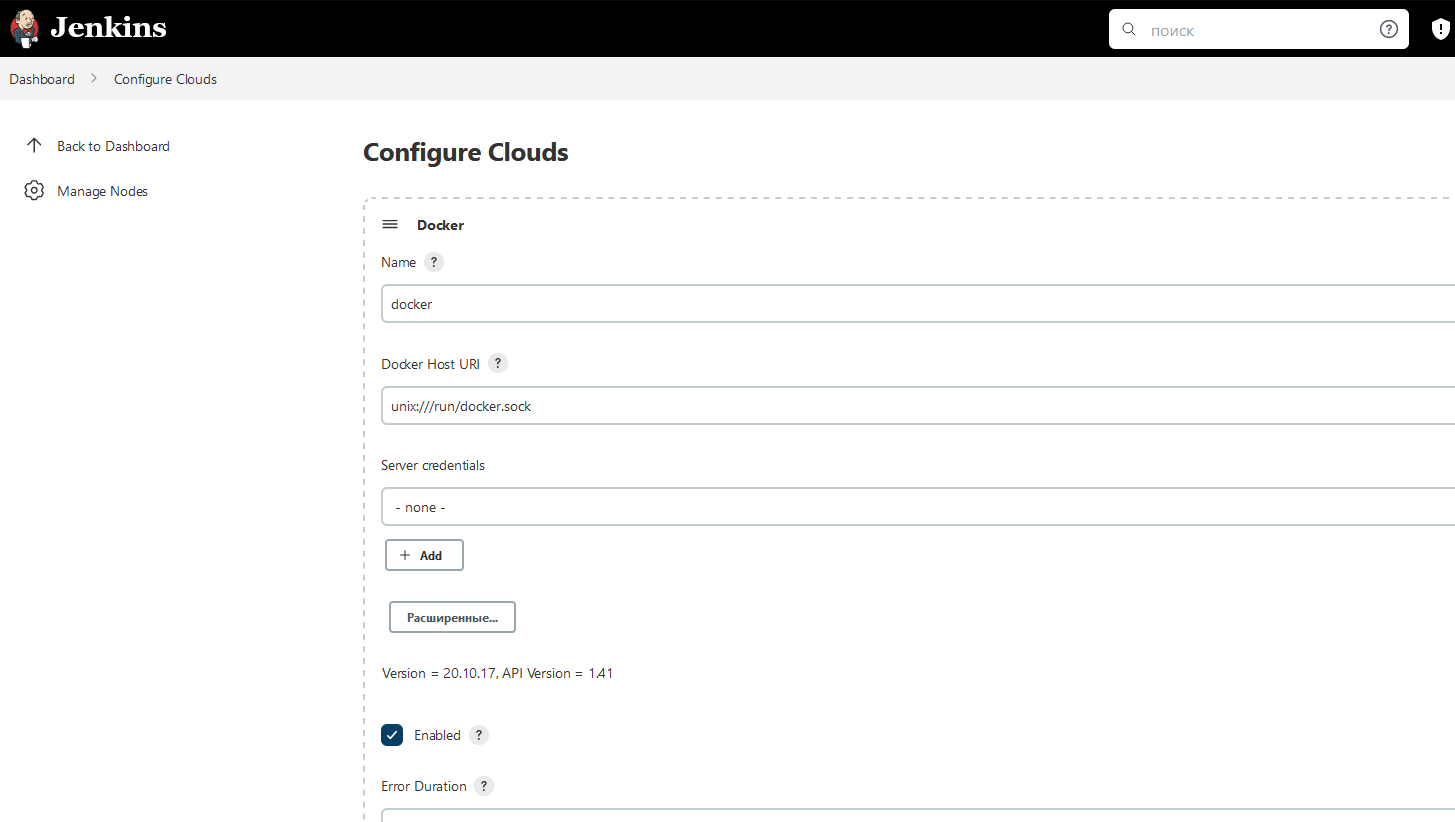 Jenkins
поиск
Dashboard
Configure Clouds
Back to Dashboard
Manage Nodes
Configure Clouds
Docker
Name ?
docker
Docker Host URI ?
unix:///run/docker.sock
Server credentials
- none -
+ Add
Расширенные...
Version = 20.10.17, API Version = 1.41
Enabled ?
Error Duration ?